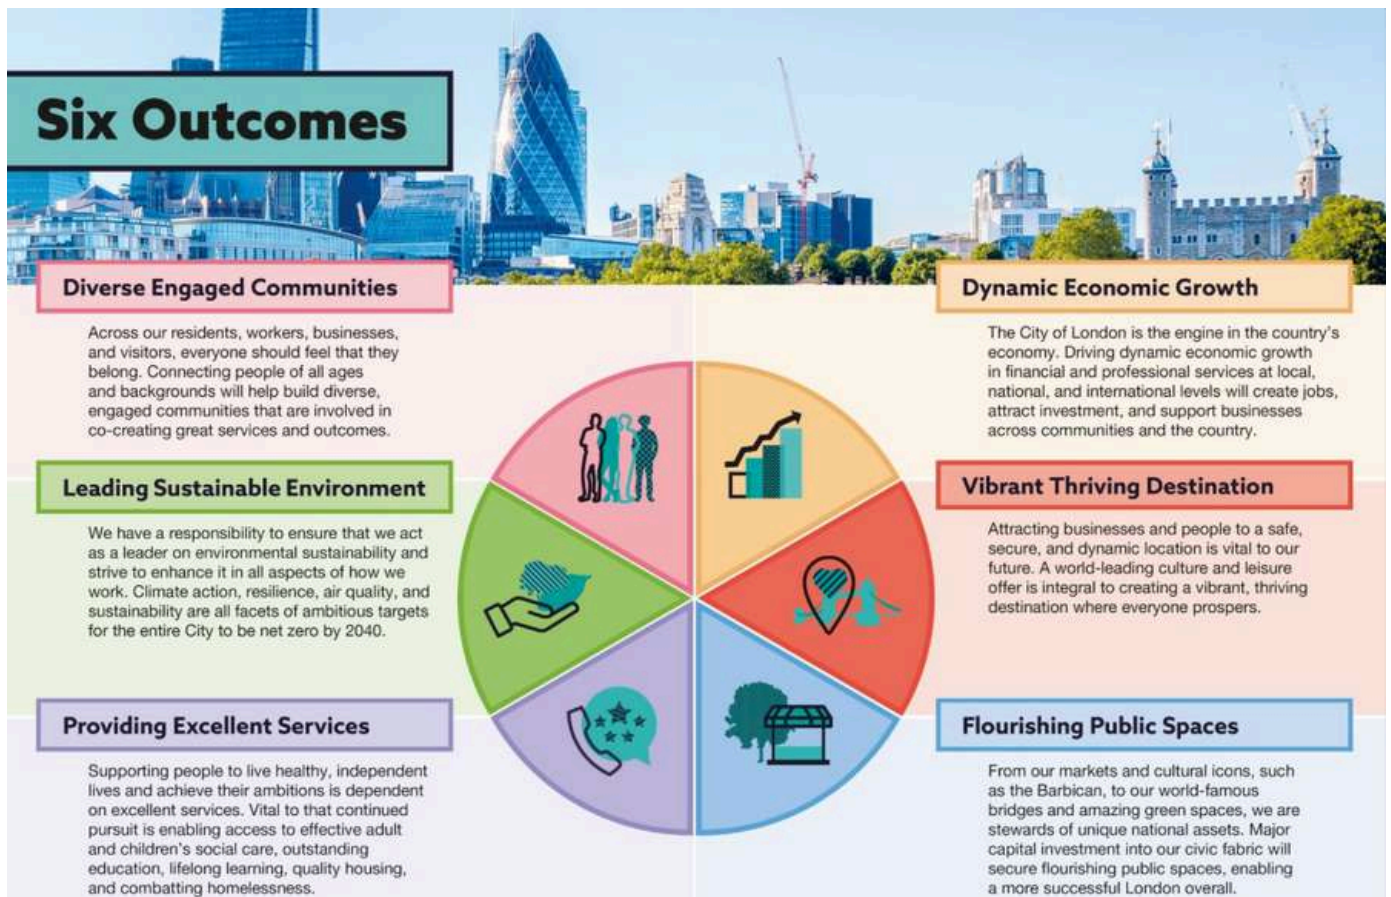 Six Outcomes
Diverse Engaged Communities
Across our residents, workers, businesses,
and visitors, everyone should feel that they
belong. Connecting people of all ages
and backgrounds will help build diverse,
engaged communities that are involved in
co-creating great services and outcomes.
Dynamic Economic Growth
The City of London is the engine in the country's
economy. Driving dynamic economic growth
in financial and professional services at local,
national, and international levels will create jobs,
attract investment, and support businesses
across communities and the country.
Leading Sustainable Environment
We have a responsibility to ensure that we act
as a leader on environmental sustainability and
strive to enhance it in all aspects of how we
work. Climate action, resilience, air quality, and
sustainability are all facets of ambitious targets
for the entire City to be net zero by 2040.
Vibrant Thriving Destination
Attracting businesses and people to a safe,
secure, and dynamic location is vital to our
future. A world-leading culture and leisure
offer is integral to creating a vibrant, thriving
destination where everyone prospers.
Providing Excellent Services
Supporting people to live healthy, independent
lives and achieve their ambitions is dependent
on excellent services. Vital to that continued
pursuit is enabling access to effective adult
and children's social care, outstanding
education, lifelong learning, quality housing,
and combatting homelessness.
Flourishing Public Spaces
From our markets and cultural icons, such
as the Barbican, to our world-famous
bridges and amazing green spaces, we are
stewards of unique national assets. Major
capital investment into our civic fabric will
secure flourishing public spaces, enabling
a more successful London overall.